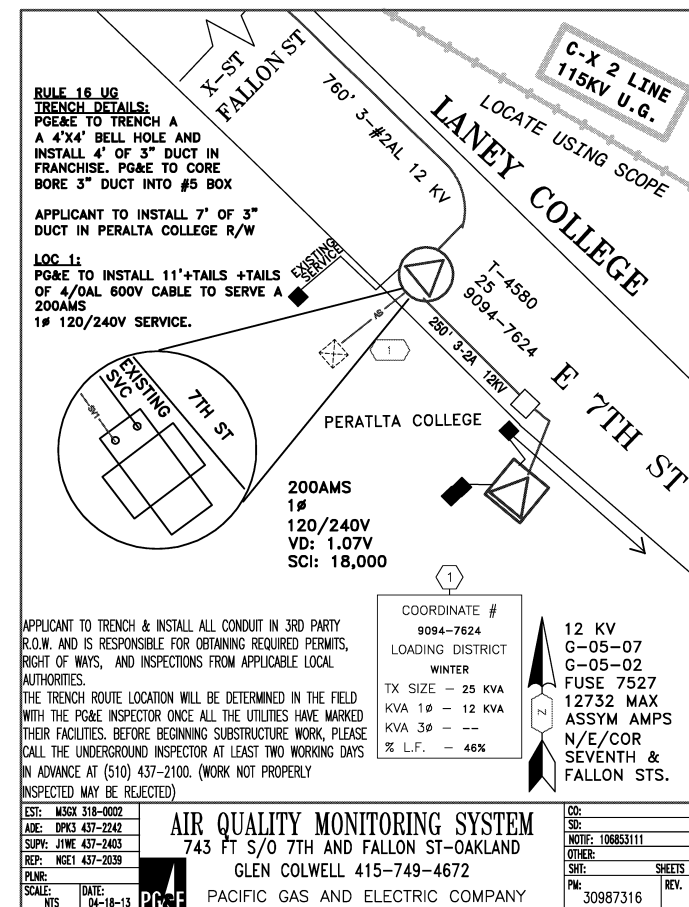 RULE 16 UG
TRENCH DETAILS:
PGE&E TO TRENCH A
A 4'X4' BELL HOLE AND
INSTALL 4' OF 3" DUCT IN
FRANCHISE. PG&E TO CORE
BORE 3" DUCT INTO #5 BOX
APPLICANT TO INSTALL 7' OF 3"
DUCT IN PERALTA COLLEGE R/W
LOC 1:
PG&E TO INSTALL 11'+TAILS +TAILS
OF 4/0AL 600V CABLE TO SERVE A
200AMS
1ø 120/240V SERVICE.
X-ST
FALLON ST
760' 3-#2AL 12 KV
C-X 2 LINE
115KV U.G.
LOCATE USING SCOPE
LANEY COLLEGE
EXISTING
SERVICE
T-4580
25
9094-7624
A9
1
250' 3-2A 12KV
E 7TH ST
PERATLTA COLLEGE
EXISTING
SVC
7TH ST
200AMS
1ø
120/240V
VD: 1.07V
SCI: 18,000
1
COORDINATE #
9094-7624
LOADING DISTRICT
WINTER
TX SIZE – 25 KVA
KVA 1ø – 12 KVA
KVA 3ø – --
% L.F. – 46%
N
12 KV
G-05-07
G-05-02
FUSE 7527
12732 MAX
ASSYM AMPS
N/E/COR
SEVENTH &
FALLON STS.
APPLICANT TO TRENCH & INSTALL ALL CONDUIT IN 3RD PARTY
R.O.W. AND IS RESPONSIBLE FOR OBTAINING REQUIRED PERMITS,
RIGHT OF WAYS, AND INSPECTIONS FROM APPLICABLE LOCAL
AUTHORITIES.
THE TRENCH ROUTE LOCATION WILL BE DETERMINED IN THE FIELD
WITH THE PG&E INSPECTOR ONCE ALL THE UTILITIES HAVE MARKED
THEIR FACILITIES. BEFORE BEGINNING SUBSTRUCTURE WORK, PLEASE
CALL THE UNDERGROUND INSPECTOR AT LEAST TWO WORKING DAYS
IN ADVANCE AT (510) 437-2100. (WORK NOT PROPERLY
INSPECTED MAY BE REJECTED)
EST: M3GX 318-0002
ADE: DPK3 437-2242
SUPV: J1WE 437-2403
REP: NGE1 437-2039
PLNR:
SCALE: NTS
DATE: 04-18-13
PG&E
AIR QUALITY MONITORING SYSTEM
743 FT S/O 7TH AND FALLON ST-OAKLAND
GLEN COLWELL 415-749-4672
PACIFIC GAS AND ELECTRIC COMPANY
CO:
SD:
NOTIF: 106853111
OTHER:
SHT: SHEETS
PM: 30987316
REV.